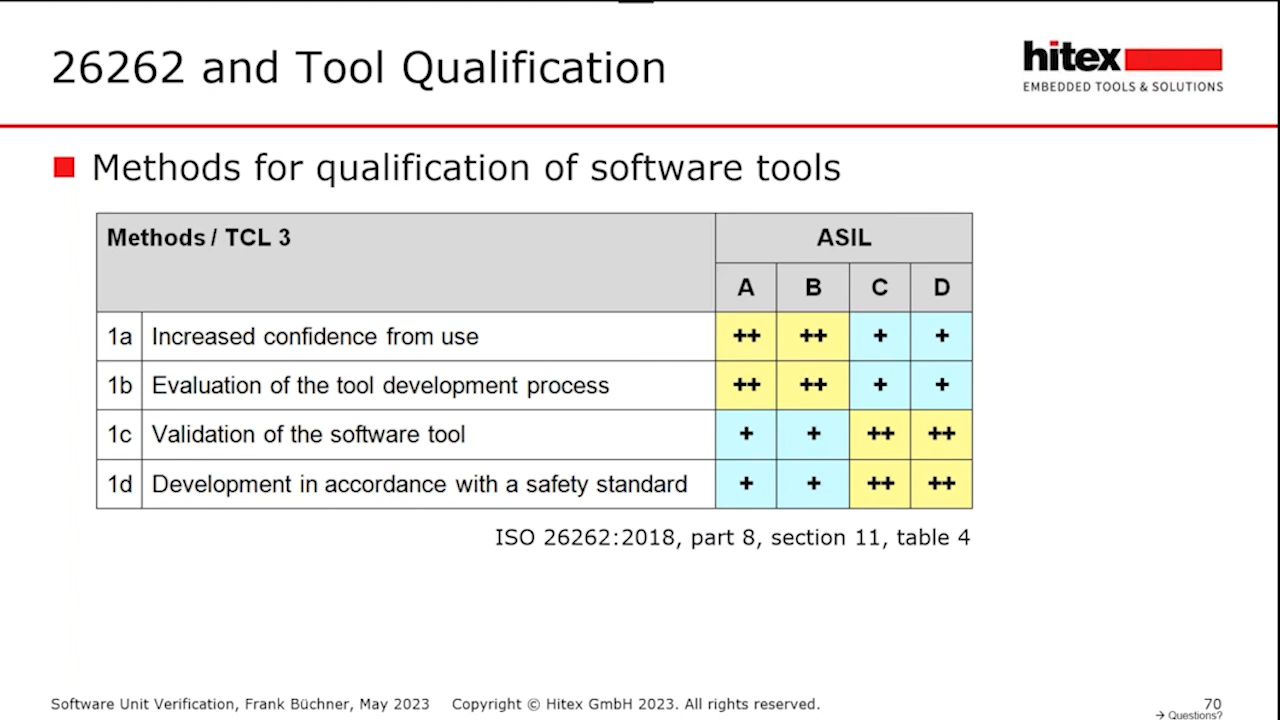 26262 and Tool Qualification
hitex
EMBEDDED TOOLS & SOLUTIONS
Methods for qualification of software tools
Methods / TCL 3
ASIL
A B C D
1a Increased confidence from use ++ ++ + +
1b Evaluation of the tool development process ++ ++ + +
1c Validation of the software tool + + ++ ++
1d Development in accordance with a safety standard + + ++ ++
ISO 26262:2018, part 8, section 11, table 4
Software Unit Verification, Frank Büchner, May 2023 Copyright © Hitex GmbH 2023. All rights reserved. 70
→ Questions?